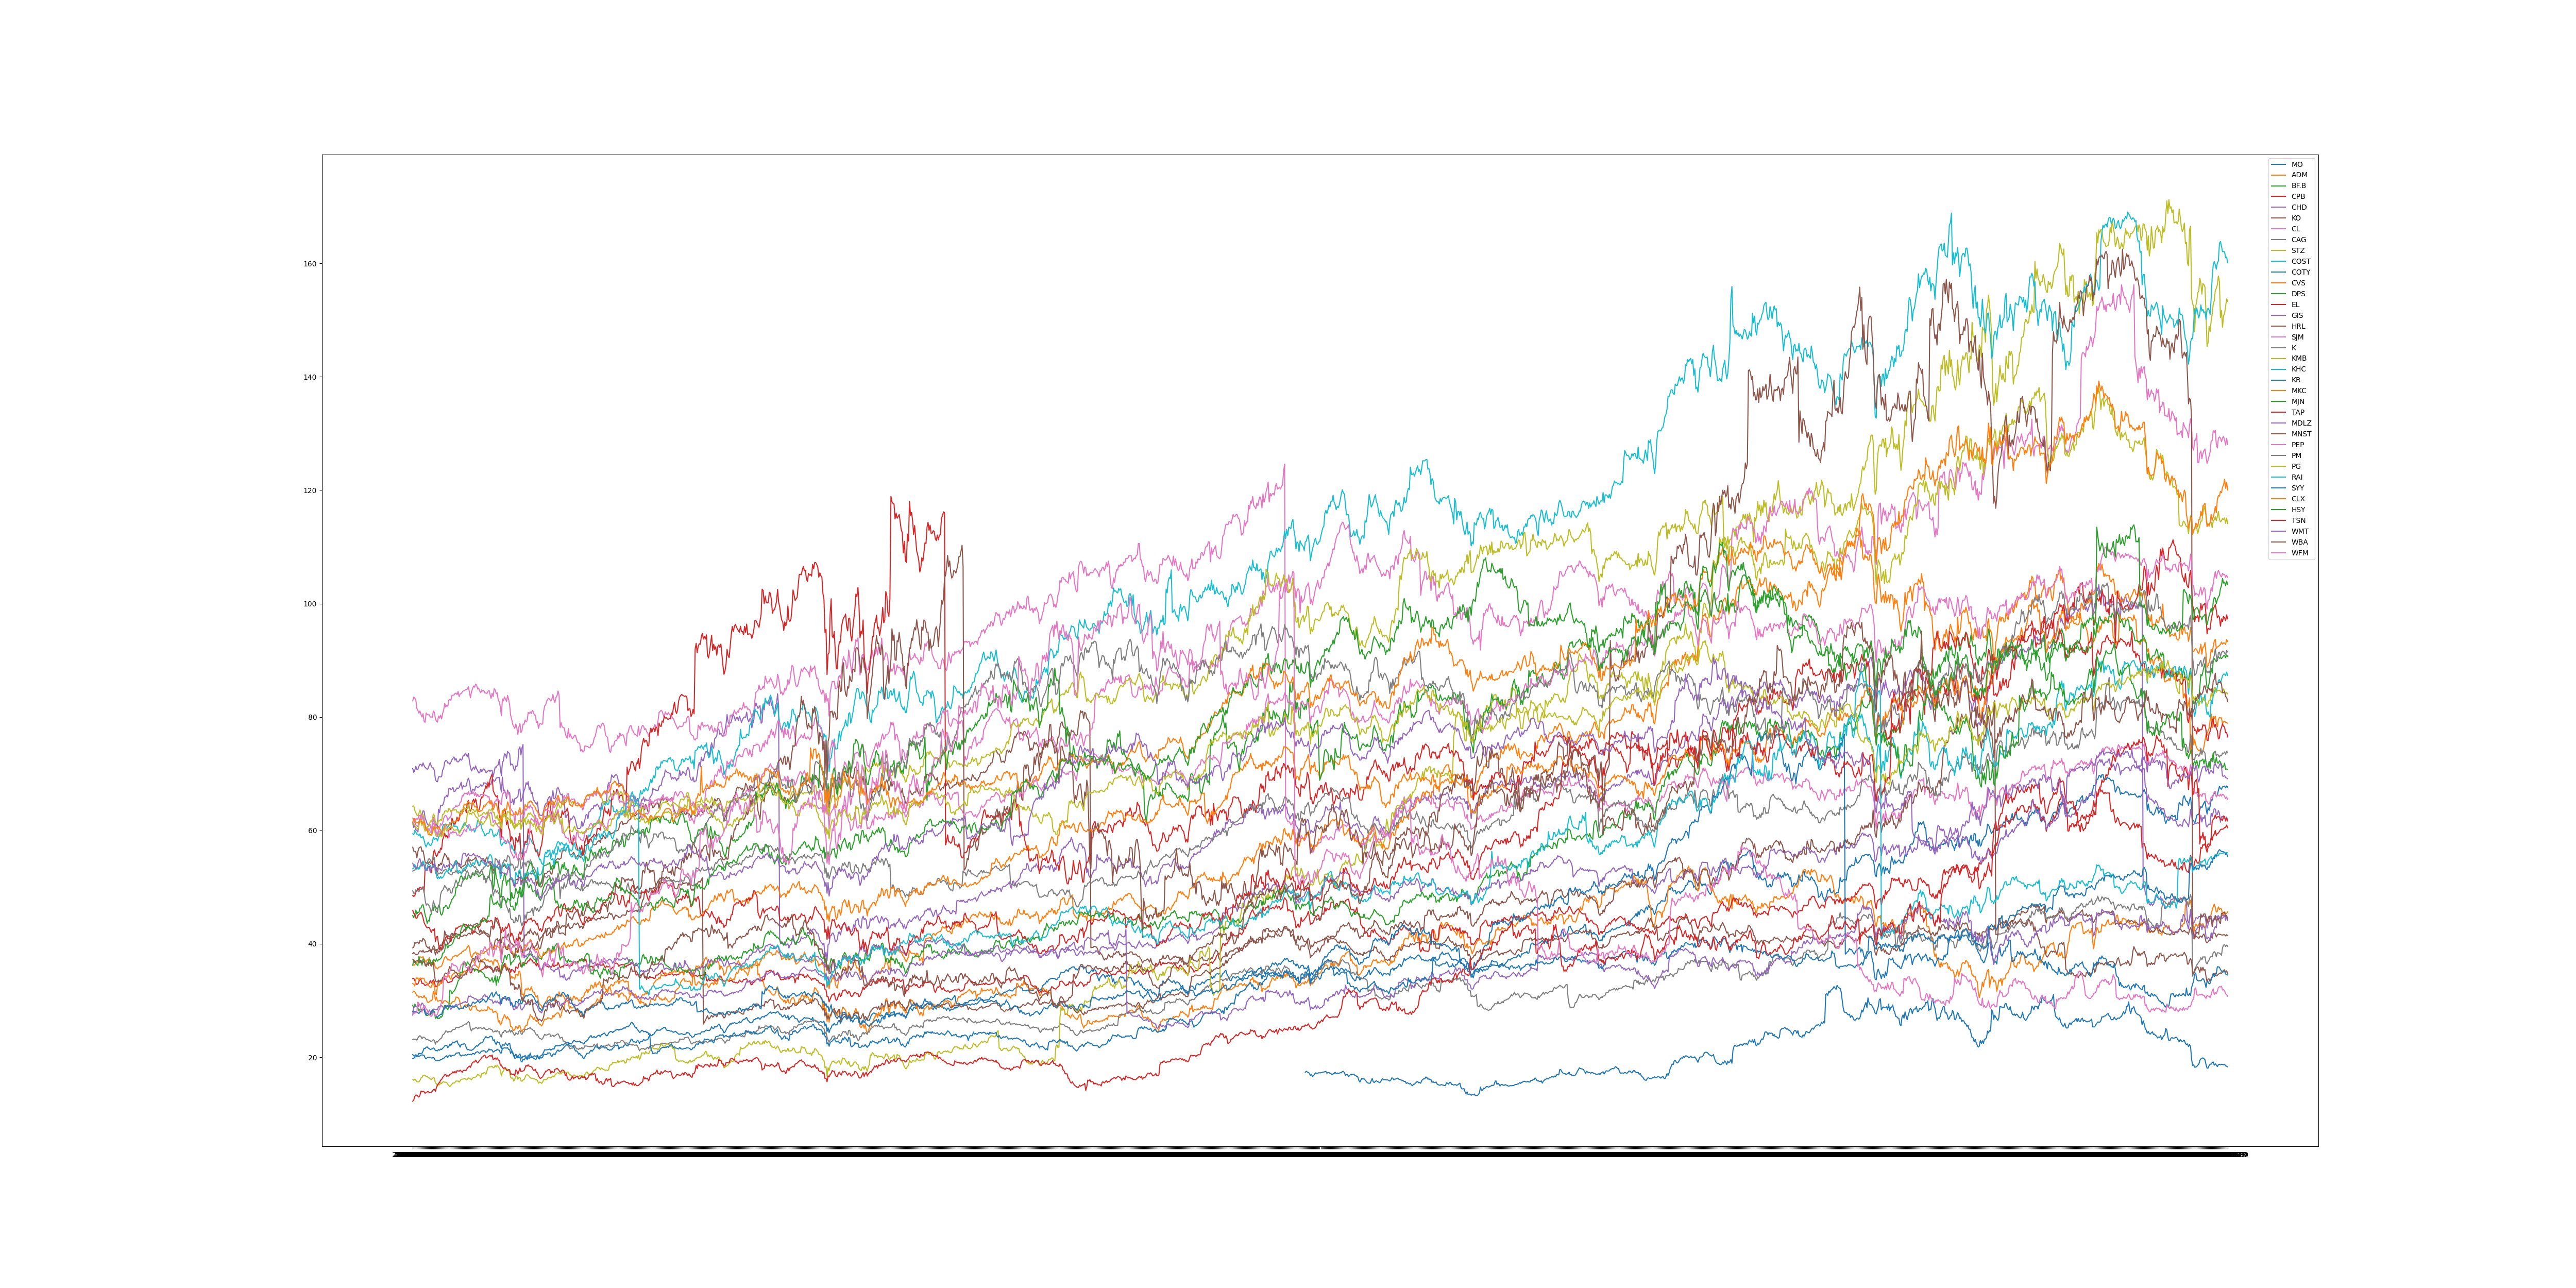 160
140
120
100
80
60
40
20
MO
ADM
BF.B
CPB
CHD
KO
CL
CAG
STZ
COST
COTY
CVS
DPS
EL
GIS
HRL
SJM
K
KMB
KHC
KR
MKC
MJN
TAP
MDLZ
MNST
PEP
PM
PG
RAI
SYY
CLX
HSY
TSN
WMT
WBA
WFM